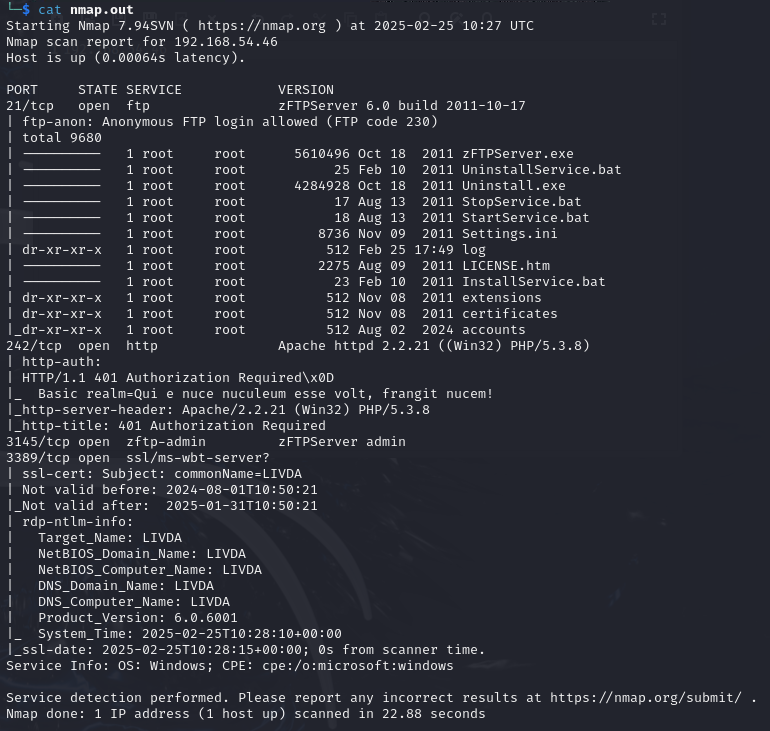 └─$ cat nmap.out
Starting Nmap 7.94SVN ( https://nmap.org ) at 2025-02-25 10:27 UTC
Nmap scan report for 192.168.54.46
Host is up (0.00064s latency).

PORT     STATE SERVICE            VERSION
21/tcp   open  ftp                zFTPServer 6.0 build 2011-10-17
| ftp-anon: Anonymous FTP login allowed (FTP code 230)
| total 9680
| ----------   1 root     root      5610496 Oct 18  2011 zFTPServer.exe
| ----------   1 root     root           25 Feb 10  2011 UninstallService.bat
| ----------   1 root     root      4284928 Oct 18  2011 Uninstall.exe
| ----------   1 root     root           17 Aug 13  2011 StopService.bat
| ----------   1 root     root           18 Aug 13  2011 StartService.bat
| ----------   1 root     root         8736 Nov 09  2011 Settings.ini
| dr-xr-xr-x   1 root     root          512 Feb 25 17:49 log
| ----------   1 root     root         2275 Aug 09  2011 LICENSE.htm
| ----------   1 root     root           23 Feb 10  2011 InstallService.bat
| dr-xr-xr-x   1 root     root          512 Nov 08  2011 extensions
| dr-xr-xr-x   1 root     root          512 Nov 08  2011 certificates
|_dr-xr-xr-x   1 root     root          512 Aug 02  2024 accounts
242/tcp  open  http               Apache httpd 2.2.21 ((Win32) PHP/5.3.8)
| http-auth:
| HTTP/1.1 401 Authorization Required\x0D
|_  Basic realm=Qui e nuce nuculeum esse volt, frangit nucem!
|_http-server-header: Apache/2.2.21 (Win32) PHP/5.3.8
|_http-title: 401 Authorization Required
3145/tcp open  zftp-admin         zFTPServer admin
3389/tcp open  ssl/ms-wbt-server?
| ssl-cert: Subject: commonName=LIVDA
| Not valid before: 2024-08-01T10:50:21
|_Not valid after:  2025-01-31T10:50:21
| rdp-ntlm-info:
|   Target_Name: LIVDA
|   NetBIOS_Domain_Name: LIVDA
|   NetBIOS_Computer_Name: LIVDA
|   DNS_Domain_Name: LIVDA
|   DNS_Computer_Name: LIVDA
|   Product_Version: 6.0.6001
|_  System_Time: 2025-02-25T10:28:10+00:00
|_ssl-date: 2025-02-25T10:28:15+00:00; 0s from scanner time.
Service Info: OS: Windows; CPE: cpe:/o:microsoft:windows

Service detection performed. Please report any incorrect results at https://nmap.org/submit/ .
Nmap done: 1 IP address (1 host up) scanned in 22.88 seconds